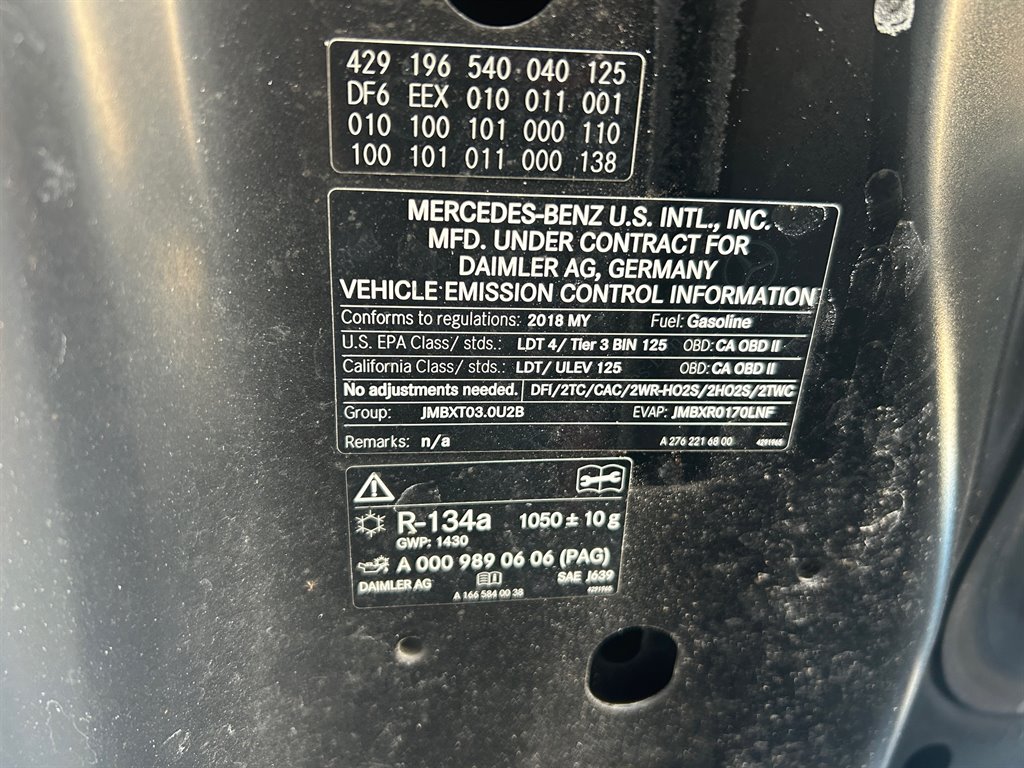 429 196 540 040 125
DF6 EEX 010 011 001
010 100 101 000 110
100 101 011 000 138
MERCEDES-BENZ U.S. INTL., INC.
MFD. UNDER CONTRACT FOR
DAIMLER AG, GERMANY
VEHICLE EMISSION CONTROL INFORMATION
Conforms to regulations: 2018 MY Fuel: Gasoline
U.S. EPA Class/ stds.: LDT 4/ Tier 3 BIN 125 OBD: CA OBD II
California Class/ stds.: LDT/ ULEV 125 OBD: CA OBD II
No adjustments needed. DFI/2TC/CAC/2WR-HO2S/2HO2S/2TWC
Group: JMBXT03.0U2B EVAP: JMBXR0170LNF
Remarks: n/a A 276 221 68 00
R-134a 1050 ± 10 g
GWP: 1430
A 000 989 06 06 (PAG)
DAIMLER AG SAE J639
A 166 584 00 38